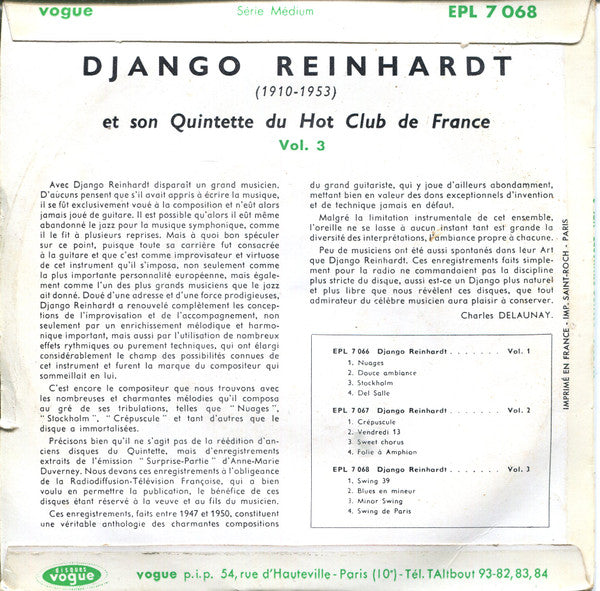 vogue
Série Médium
EPL 7 068
DJANGO REINHARDT
(1910-1953)
et son Quintette du Hot Club de France
Vol. 3
Avec Django Reinhardt disparaît un grand musicien.
D'aucuns pensent que s'il avait appris à écrire la musique,
il se fût exclusivement voué à la composition et n'eût alors
jamais joué de guitare. Il est possible qu'alors il eût même
abandonné le jazz pour la musique symphonique, comme
il le fit à plusieurs reprises. Mais à quoi bon spéculer
sur ce point, puisque toute sa carrière fut consacrée
à la guitare et que c'est comme improvisateur et virtuose
de cet instrument qu'il s'imposa, non seulement comme
la plus importante personnalité européenne, mais égale-
ment comme l'un des plus grands musiciens que le jazz
ait donné. Doué d'une adresse et d'une force prodigieuses,
Django Reinhardt a renouvelé complètement les concep-
tions de l'improvisation et de l'accompagnement, non
seulement par un enrichissement mélodique et harmo-
nique important, mais aussi par l'utilisation de nombreux
effets rythmiques ou purement techniques, qui ont élargi
considérablement le champ des possibilités connues de
cet instrument et furent la marque du compositeur qui
sommeillait en lui.
C'est encore le compositeur que nous trouvons avec
les nombreuses et charmantes mélodies qu'il composa
au gré de ses tribulations, telles que "Nuages",
"Stockholm", "Crépuscule" et tant d'autres que le
disque a immortalisées.
Précisons bien qu'il ne s'agit pas de la réédition d'an-
ciens disques du Quintette, mais d'enregistrements
extraits de l'émission "Surprise-Partie" d'Anne-Marie
Duverney. Nous devons ces enregistrements à l'obligeance
de la Radiodiffusion-Télévision Française, qui a bien
voulu en permettre la publication, le bénéfice de ces
disques étant réservé à la veuve et au fils du musicien.
Ces enregistrements, faits entre 1947 et 1950, constituent
une véritable anthologie des charmantes compositions
du grand guitariste, qui y joue d'ailleurs abondamment,
mettant bien en valeur des dons exceptionnels d'invention
et de technique jamais en défaut.
Malgré la limitation instrumentale de cet ensemble,
l'oreille ne se lasse à aucun instant tant est grande la
diversité des interprétations, l'ambiance propre à chacune.
Peu de musiciens ont été aussi spontanés dans leur Art
que Django Reinhardt. Ces enregistrements faits simple-
ment pour la radio ne commandaient pas la discipline
plus stricte du disque, aussi est-ce un Django plus naturel
et plus libre que nous révèlent ces disques, que tout
admirateur du célèbre musicien aura plaisir à conserver.
Charles DELAUNAY.
EPL 7 066 Django Reinhardt . . . . . . . . Vol. 1
1. Nuages
2. Douce ambiance
3. Stockholm
4. Del Salle
EPL 7 067 Django Reinhardt . . . . . . . . Vol. 2
1. Crépuscule
2. Vendredi 13
3. Sweet chorus
4. Folie à Amphion
EPL 7 068 Django Reinhardt . . . . . . . . Vol. 3
1. Swing 39
2. Blues en mineur
3. Minor Swing
4. Swing de Paris
IMPRIMÉ EN FRANCE - IMP. SAINT-ROCH - PARIS
disques
vogue
vogue p.i.p. 54, rue d'Hauteville - Paris (10e) - Tél. TAItbout 93-82, 83, 84